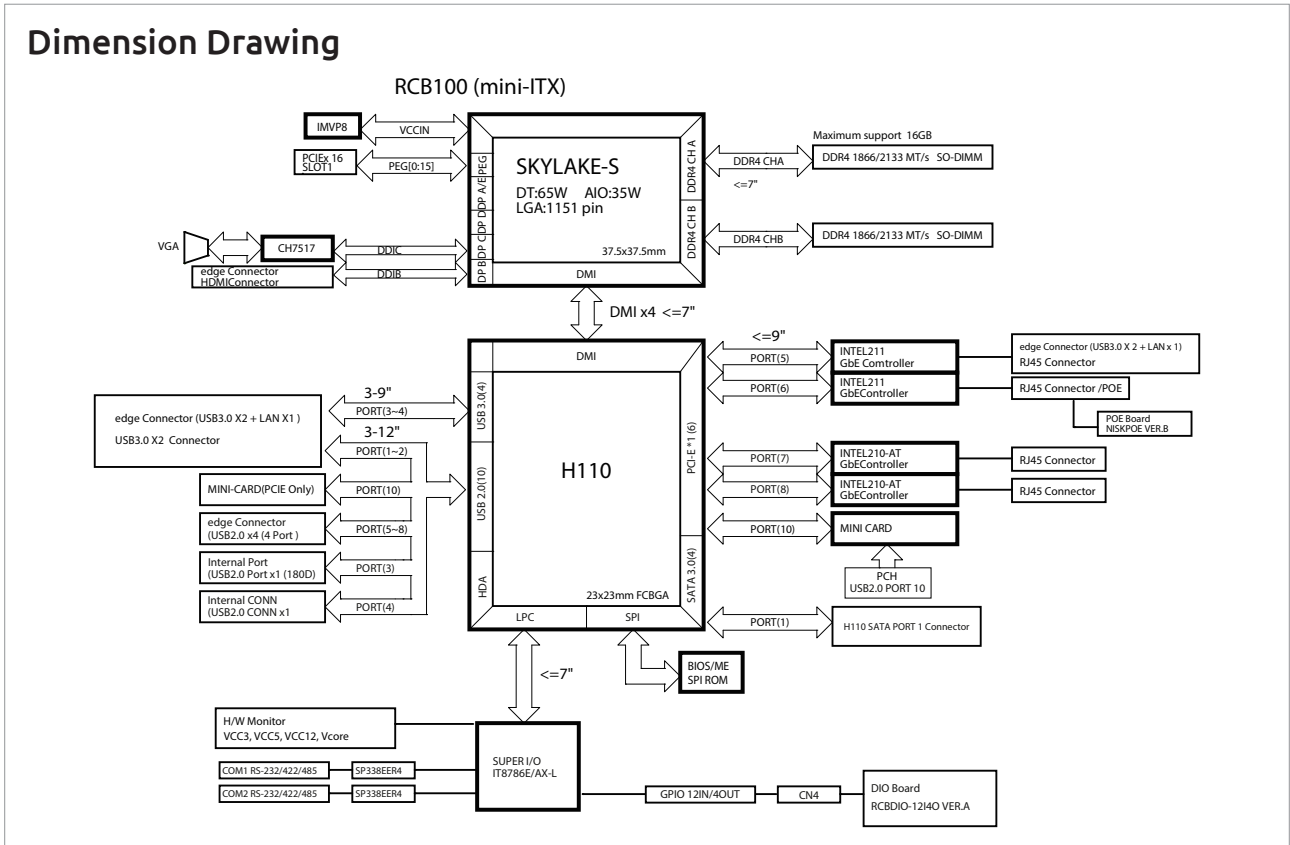 Dimension Drawing
RCB100 (mini-ITX)
IMVP8
VCCIN
PCIEx 16
SLOT1
PEG[0:15]
VGA
CH7517
DDIC
edge Connector
HDMIConnector
DDIB
DP B
DP C
DP D
DDP A/E
PEG
SKYLAKE-S
DT:65W AIO:35W
LGA:1151 pin
37.5x37.5mm
DMI
DDR4 CH A
DDR4 CH B
Maximum support 16GB
DDR4 CHA
DDR4 1866/2133 MT/s SO-DIMM
<=7"
DDR4 CHB
DDR4 1866/2133 MT/s SO-DIMM
DMI x4 <=7"
DMI
USB 3.0(4)
USB 2.0(10)
HDA
H110
23x23mm FCBGA
LPC
SPI
PCI-E *1 (6)
SATA 3.0(4)
edge Connector (USB3.0 X2 + LAN X1 )
USB3.0 X2 Connector
3-9"
PORT(3~4)
3-12"
PORT(1~2)
MINI-CARD(PCIE Only)
PORT(10)
edge Connector
(USB2.0 x4 (4 Port )
PORT(5~8)
Internal Port
(USB2.0 Port x1 (180D)
PORT(3)
Internal CONN
(USB2.0 CONN x1
PORT(4)
<=9"
PORT(5)
INTEL211
GbE Comtroller
edge Connector (USB3.0 X 2 + LAN x 1)
RJ45 Connector
PORT(6)
INTEL211
GbEController
RJ45 Connector /POE
POE Board
NISKPOE VER.B
PORT(7)
INTEL210-AT
GbEController
RJ45 Connector
PORT(8)
INTEL210-AT
GbEController
RJ45 Connector
PORT(10)
MINI CARD
PCH
USB2.0 PORT 10
PORT(1)
H110 SATA PORT 1 Connector
<=7"
BIOS/ME
SPI ROM
H/W Monitor
VCC3, VCC5, VCC12, Vcore
COM1 RS-232/422/485
SP338EER4
COM2 RS-232/422/485
SP338EER4
SUPER I/O
IT8786E/AX-L
GPIO 12IN/4OUT
CN4
DIO Board
RCBDIO-12I4O VER.A